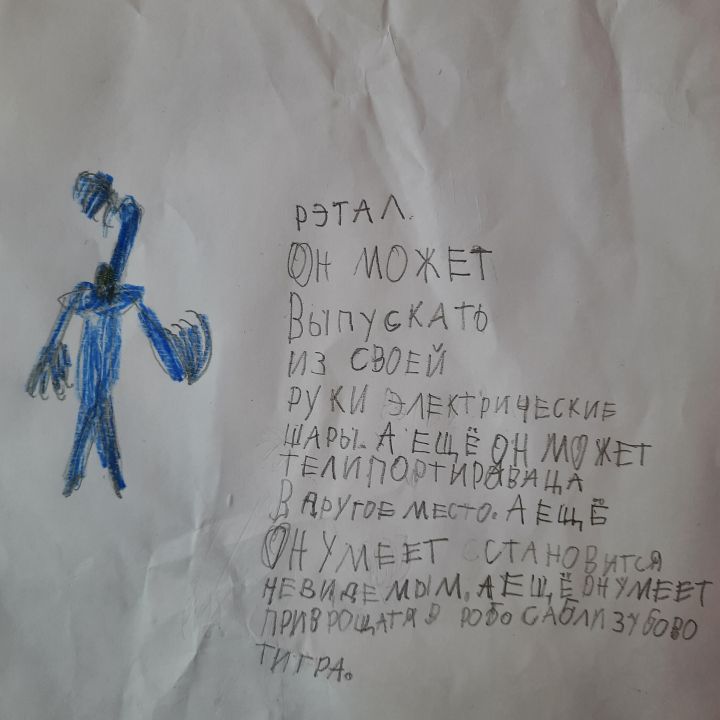 РЭТАЛ.
ОН МОЖЕТ
ВЫПУСКАТЬ
ИЗ СВОЕЙ
РУКИ ЭЛЕКТРИЧЕСКИЕ
ШАРЫ. А ЕЩЁ ОН МОЖЕТ
ТЕЛИПОРТИРАВАЦА
В ДРУГОЕ МЕСТО. А ЕЩЁ
ОН УМЕЕТ СТАНОВИТСЯ
НЕВИДЕМЫМ. А ЕЩЁ ОН УМЕЕТ
ПРИВРОЩАТЯ В РОБО САБЛИЗУБОВО
ТИГРА.